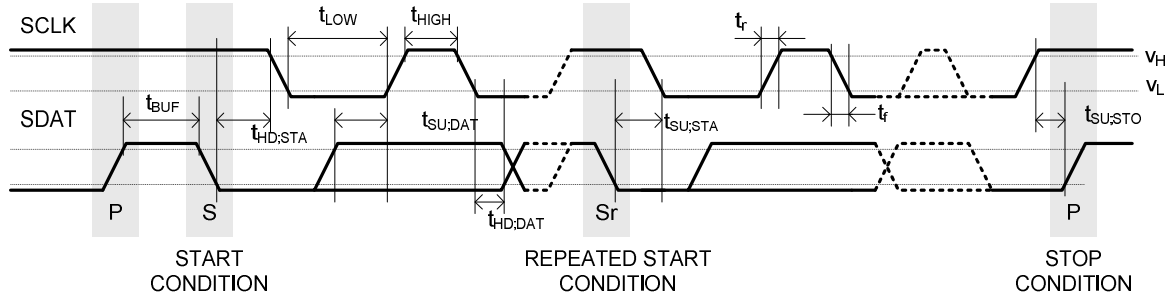 SCLK
tLOW
tHIGH
tr
VH
VL
tBUF
SDAT
tHD;STA
tSU;DAT
tSU;STA
tf
tSU;STO
P
S
tHD;DAT
Sr
P
START
CONDITION
REPEATED START
CONDITION
STOP
CONDITION